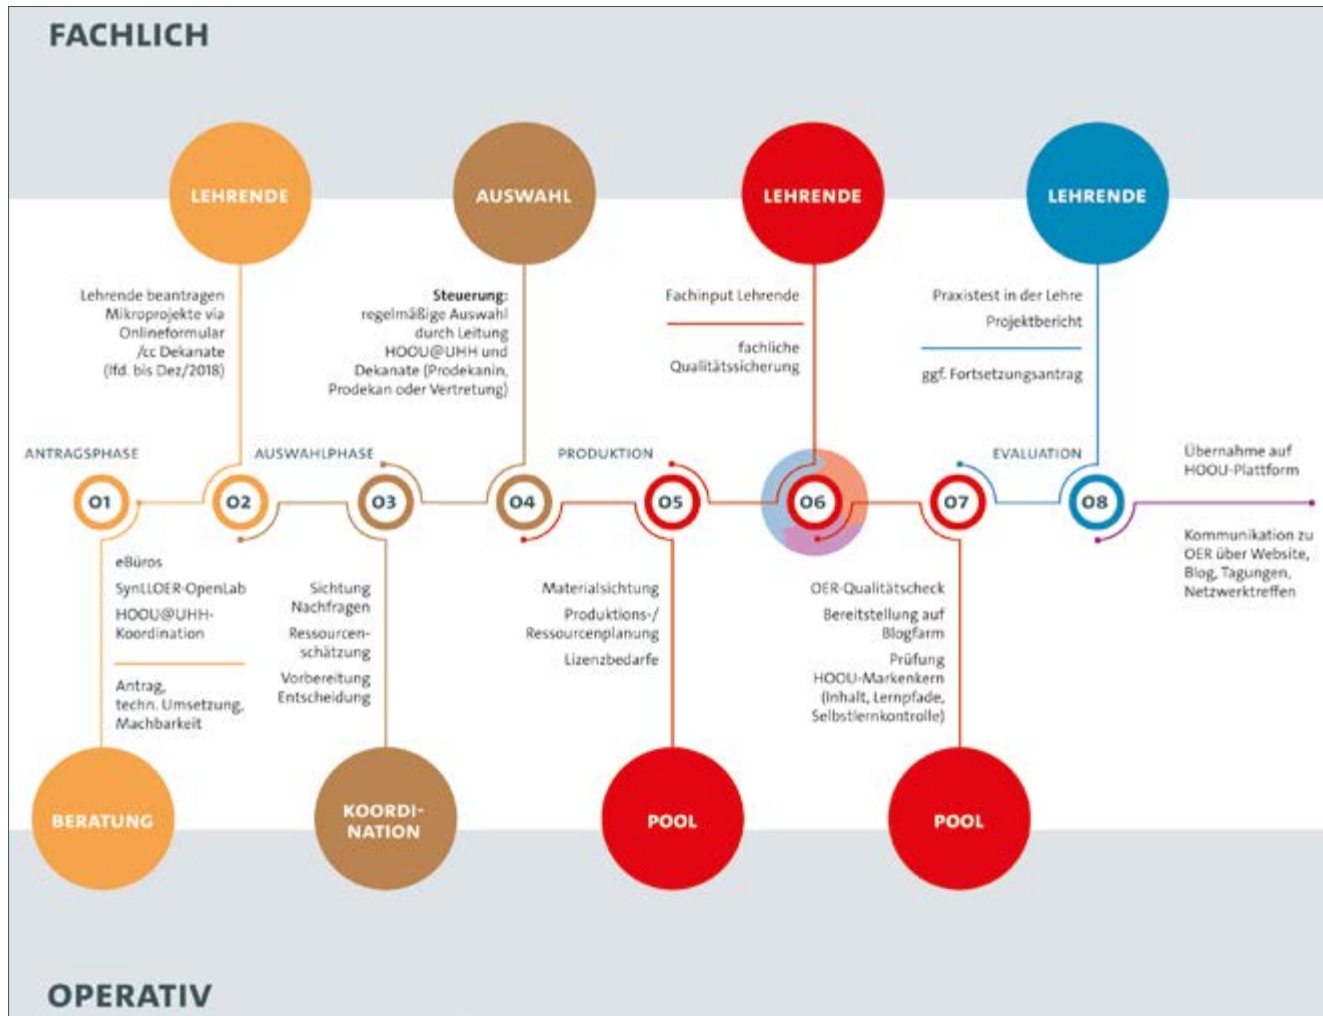 FACHLICH
LEHRENDE
AUSWAHL
LEHRENDE
LEHRENDE
Lehrende beantragen
Mikroprojekte via
Onlineformular
/cc Dekanate
(lfd. bis Dez/2018)
Steuerung:
regelmäßige Auswahl
durch Leitung
HOOU@UHH und
Dekanate (Prodekanin,
Prodekan oder Vertretung)
Fachinput Lehrende
fachliche
Qualitätssicherung
Praxistest in der Lehre
Projektbericht
ggf. Fortsetzungsantrag
ANTRAGSPHASE
AUSWAHLPHASE
PRODUKTION
EVALUATION
Übernahme auf
HOOU-Plattform
01
02
03
04
05
06
07
08
eBüros
SynLLOER-OpenLab
HOOU@UHH-
Koordination
Antrag,
techn. Umsetzung,
Machbarkeit
Sichtung
Nachfragen
Ressourcen-
schätzung
Vorbereitung
Entscheidung
Materialsichtung
Produktions-/
Ressourcenplanung
Lizenzbedarfe
OER-Qualitätscheck
Bereitstellung auf
Blogfarm
Prüfung
HOOU-Markenkern
(Inhalt, Lernpfade,
Selbstlernkontrolle)
Kommunikation zu
OER über Website,
Blog, Tagungen,
Netzwerktreffen
BERATUNG
KOORDI-
NATION
POOL
POOL
OPERATIV